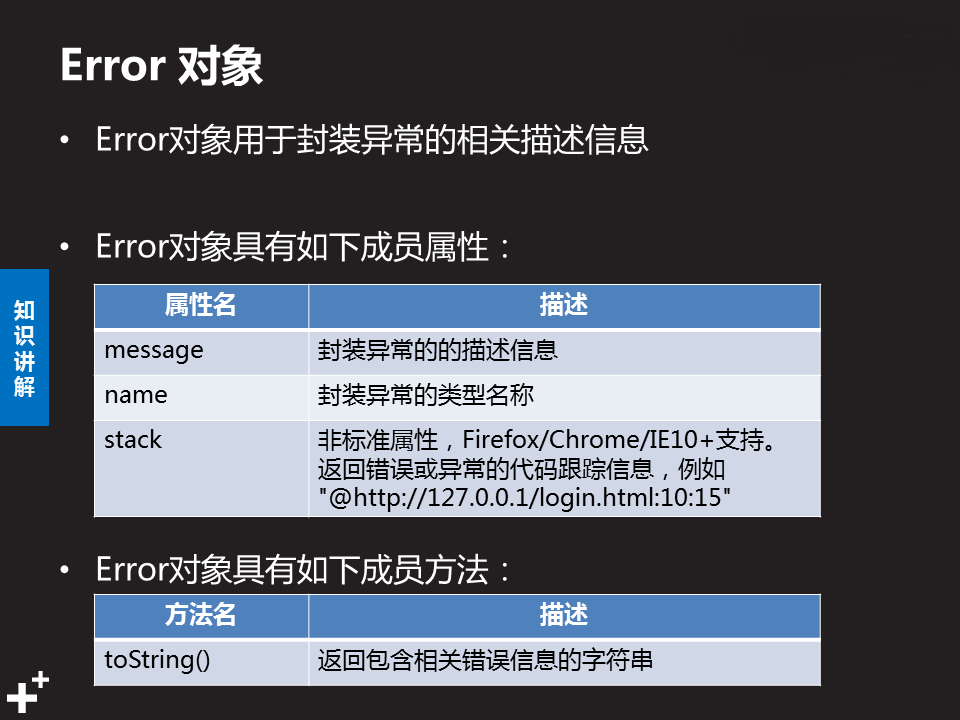 Error 对象
• Error对象用于封装异常的相关描述信息
• Error对象具有如下成员属性：
知识讲解
属性名 描述
message 封装异常的的描述信息
name 封装异常的类型名称
stack 非标准属性，Firefox/Chrome/IE10+支持。
返回错误或异常的代码跟踪信息，例如
"@http://127.0.0.1/login.html:10:15"
• Error对象具有如下成员方法：
方法名 描述
toString() 返回包含相关错误信息的字符串